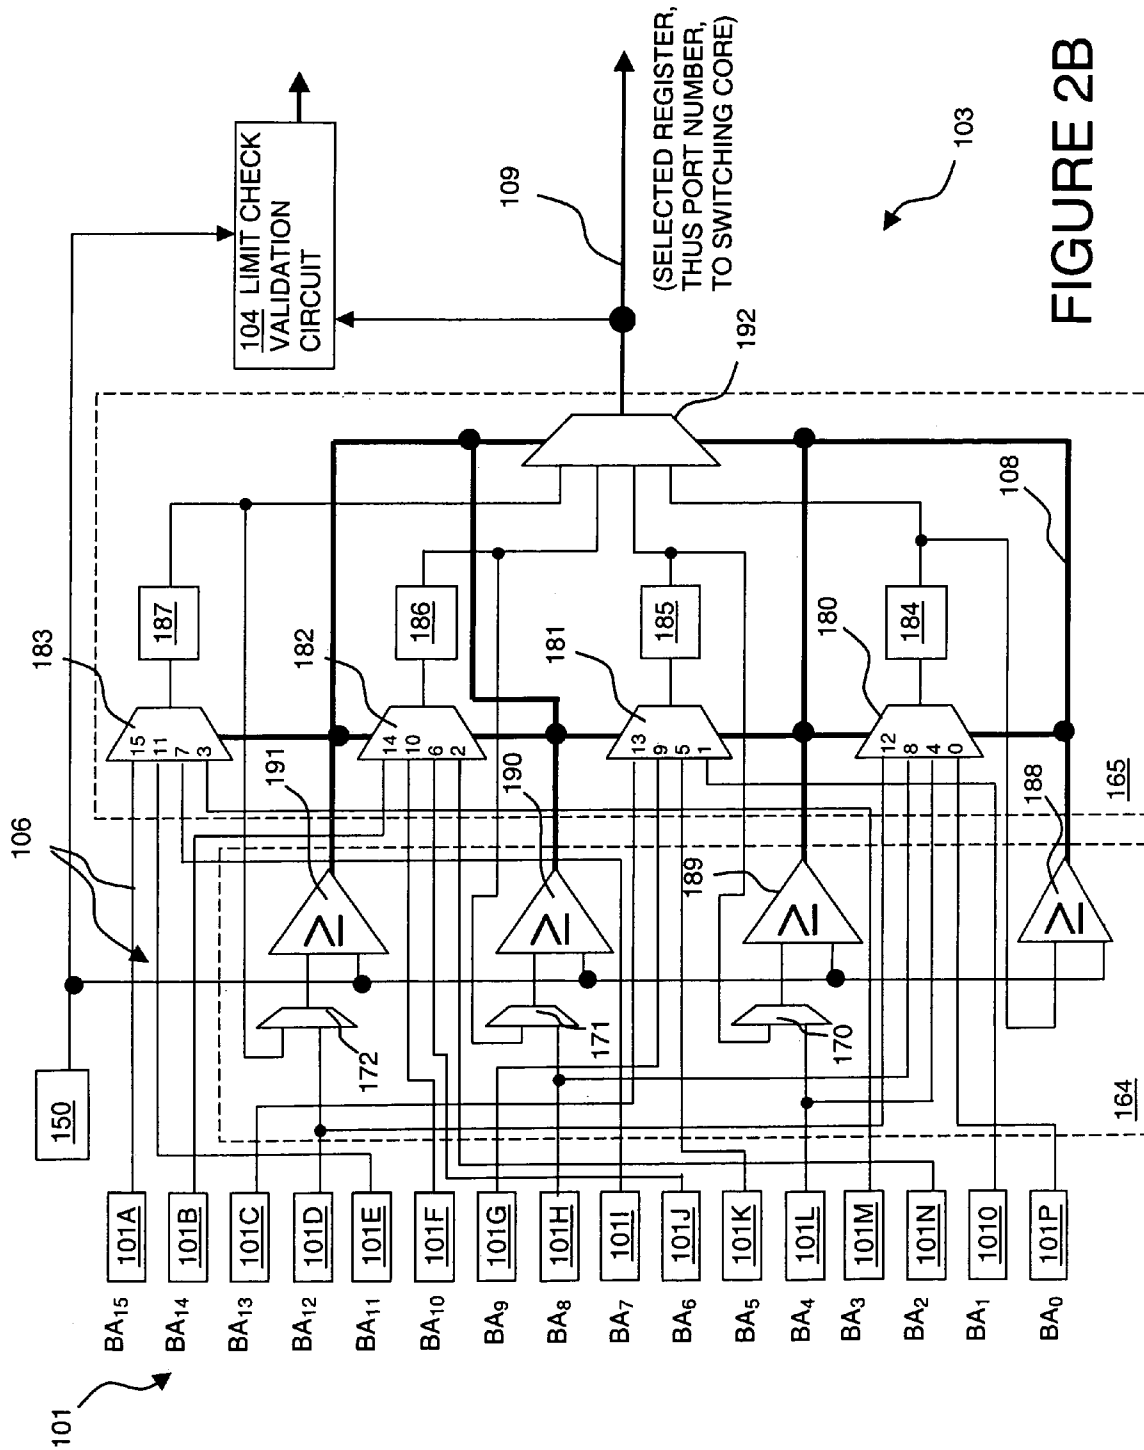 101
BA15 101A
BA14 101B
BA13 101C
BA12 101D
BA11 101E
BA10 101F
BA9 101G
BA8 101H
BA7 101I
BA6 101J
BA5 101K
BA4 101L
BA3 101M
BA2 101N
BA1 1010
BA0 101P
150
106
164
172
171
170
191
190
189
188
≥
≥
≥
≥
165
183
15
11
7
3
182
14
10
6
2
181
13
9
5
1
180
12
8
4
0
187
186
185
184
108
192
104 LIMIT CHECK
VALIDATION
CIRCUIT
109
(SELECTED REGISTER,
THUS PORT NUMBER,
TO SWITCHING CORE)
103
FIGURE 2B